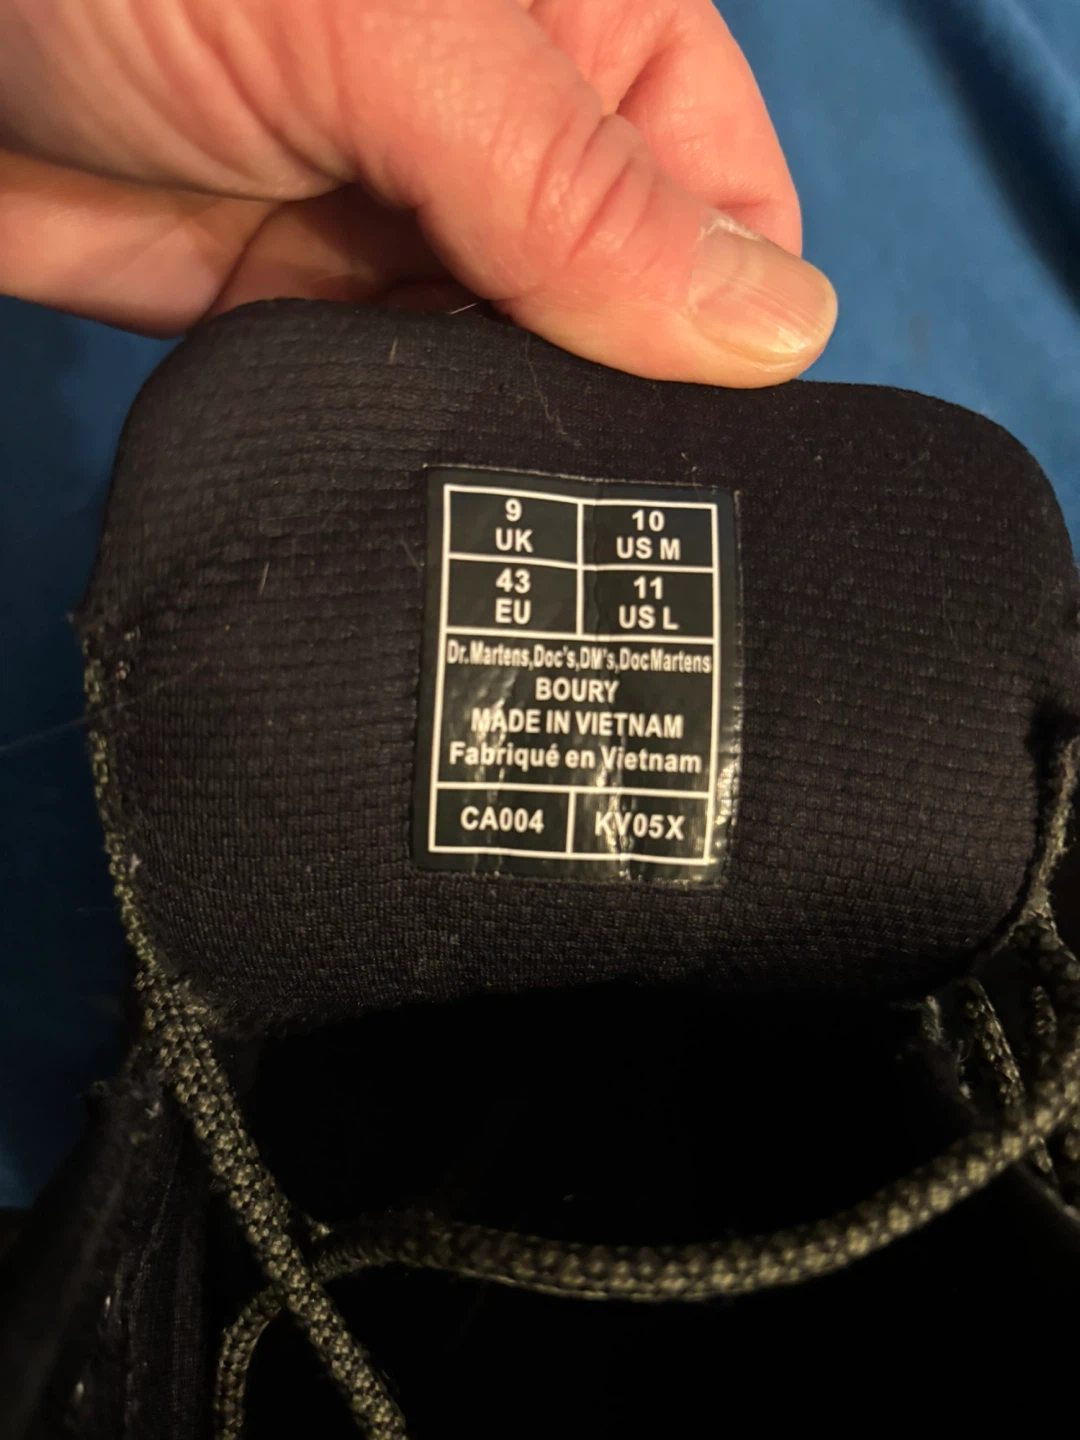 9 10
UK US M
43 11
EU US L
Dr.Martens,Doc's,DM's,DocMartens
BOURY
MADE IN VIETNAM
Fabriqué en Vietnam
CA004 KV05X